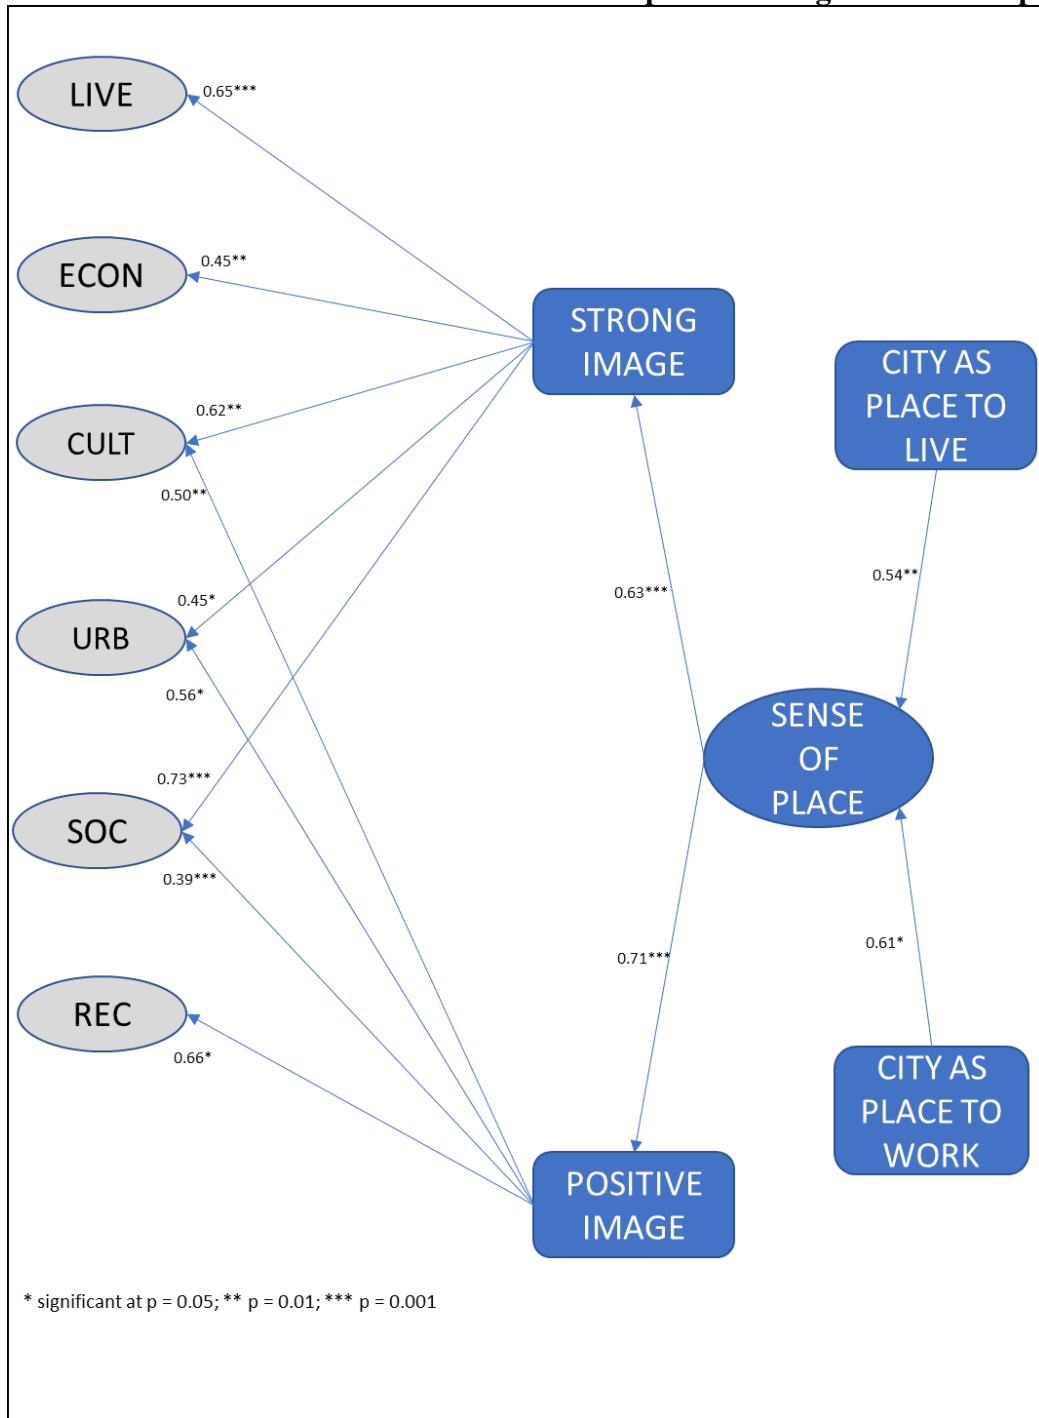 LIVE
0.65***
ECON
0.45**
STRONG
IMAGE
CITY AS
PLACE TO
LIVE
CULT
0.62**
0.50**
0.54**
0.63***
URB
0.45*
0.56*
SENSE
OF
PLACE
0.73***
SOC
0.39***
0.61*
0.71***
REC
0.66*
CITY AS
PLACE TO
WORK
POSITIVE
IMAGE
* significant at p = 0.05; ** p = 0.01; *** p = 0.001